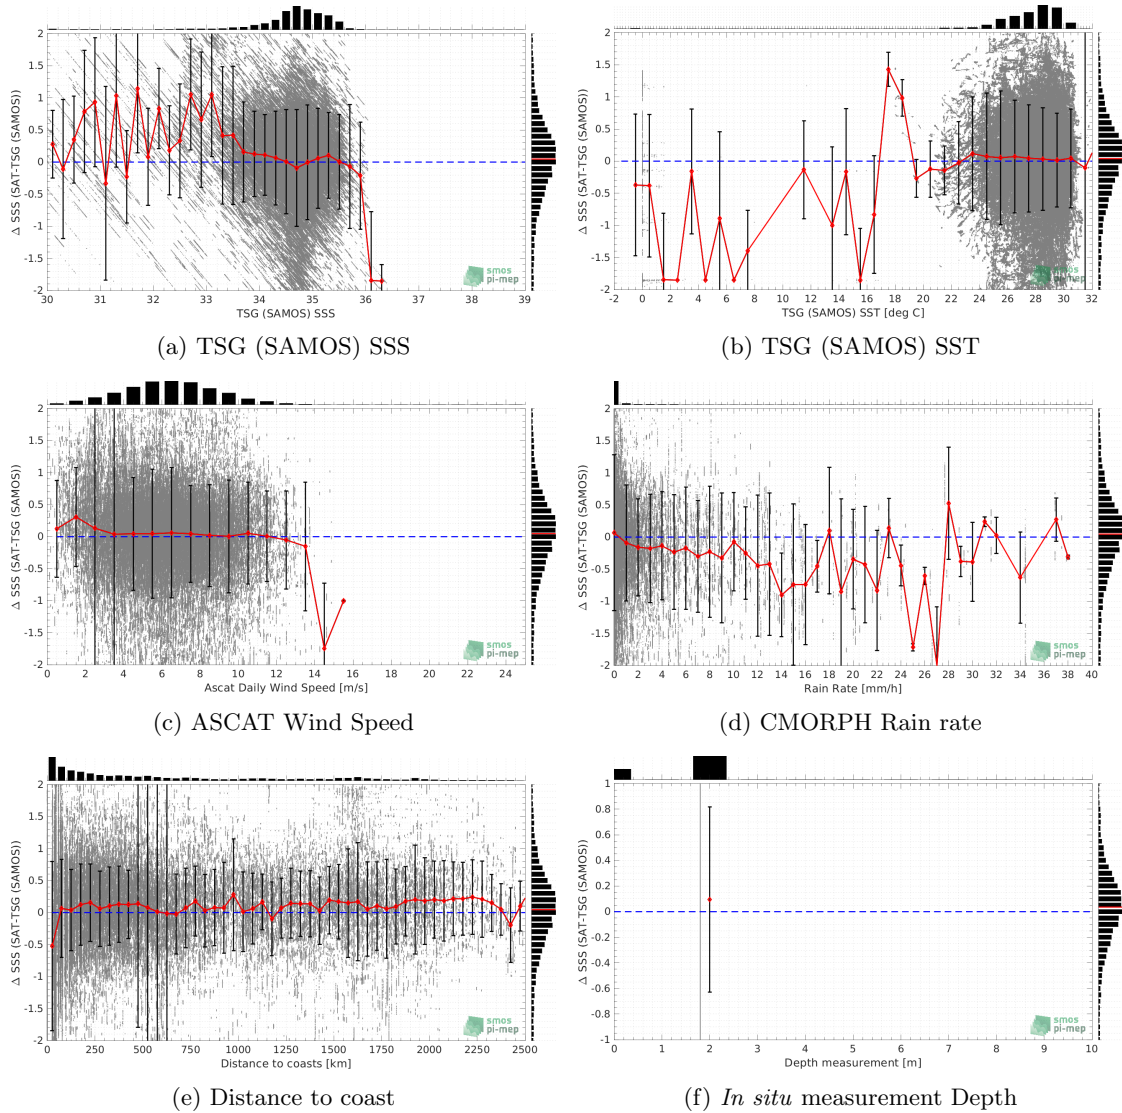 2
1.5
1
0.5
0
-0.5
-1
-1.5
-2
Δ SSS (SAT-TSG (SAMOS))
30 31 32 33 34 35 36 37 38 39
TSG (SAMOS) SSS
smos
pi-mep
(a) TSG (SAMOS) SSS
2
1.5
1
0.5
0
-0.5
-1
-1.5
-2
Δ SSS (SAT-TSG (SAMOS))
-2 0 2 4 6 8 10 12 14 16 18 20 22 24 26 28 30 32
TSG (SAMOS) SST [deg C]
smos
pi-mep
(b) TSG (SAMOS) SST
2
1.5
1
0.5
0
-0.5
-1
-1.5
-2
Δ SSS (SAT-TSG (SAMOS))
0 2 4 6 8 10 12 14 16 18 20 22 24
Ascat Daily Wind Speed [m/s]
smos
pi-mep
(c) ASCAT Wind Speed
2
1.5
1
0.5
0
-0.5
-1
-1.5
-2
Δ SSS (SAT-TSG (SAMOS))
0 2 4 6 8 10 12 14 16 18 20 22 24 26 28 30 32 34 36 38 40
Rain Rate [mm/h]
smos
pi-mep
(d) CMORPH Rain rate
2
1.5
1
0.5
0
-0.5
-1
-1.5
-2
Δ SSS (SAT-TSG (SAMOS))
0 250 500 750 1000 1250 1500 1750 2000 2250 2500
Distance to coasts [km]
smos
pi-mep
(e) Distance to coast
1
0.8
0.6
0.4
0.2
0
-0.2
-0.4
-0.6
-0.8
-1
Δ SSS (SAT-TSG (SAMOS))
0 1 2 3 4 5 6 7 8 9 10
Depth measurement [m]
smos
pi-mep
(f) In situ measurement Depth